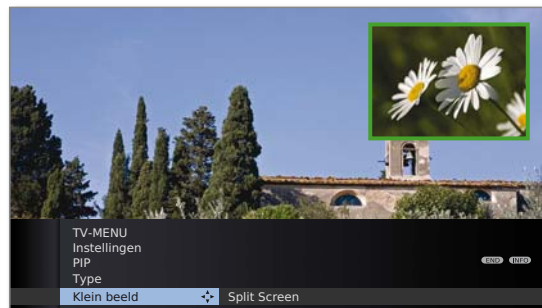 TV-MENU
Instellingen
PIP
END INFO
Type
Klein beeld Split Screen